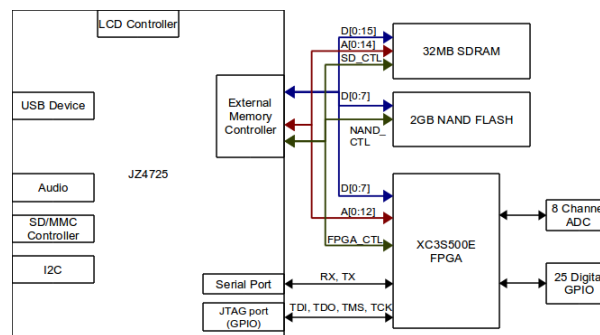 LCD Controller
D[0:15]
A[0:14]
SD_CTL
32MB SDRAM
USB Device
External
Memory
Controller
D[0:7]
NAND_
CTL
2GB NAND FLASH
JZ4725
Audio
SD/MMC
Controller
I2C
D[0:7]
A[0:12]
FPGA_CTL
XC3S500E
FPGA
8 Channel
ADC
25 Digital
GPIO
Serial Port
RX, TX
JTAG port
(GPIO)
TDI, TDO, TMS, TCK